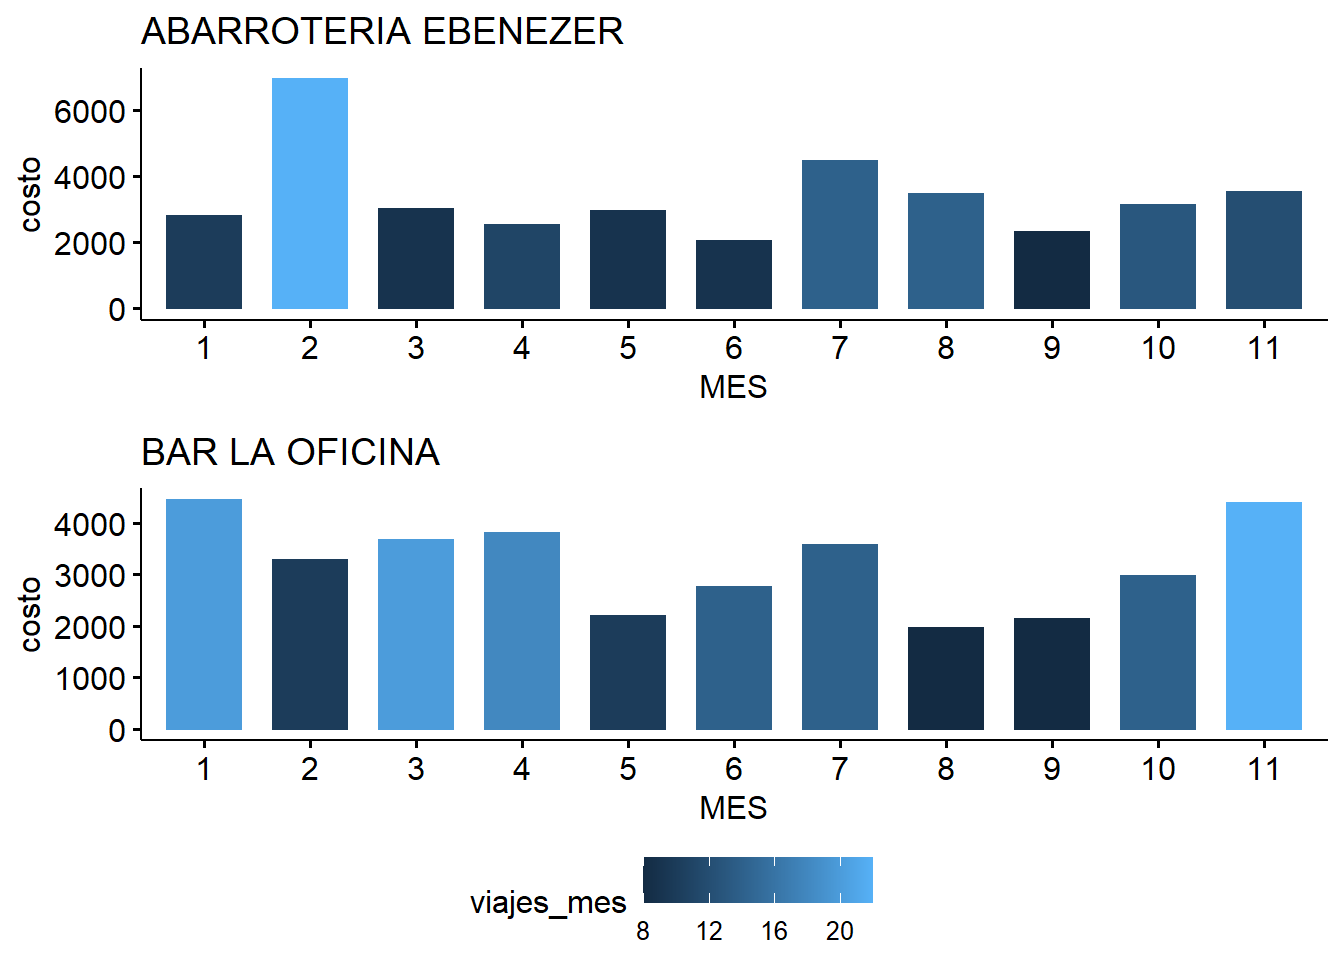 ABARROTERIA EBENEZER
costo
6000
4000
2000
0
1 2 3 4 5 6 7 8 9 10 11
MES
BAR LA OFICINA
costo
4000
3000
2000
1000
0
1 2 3 4 5 6 7 8 9 10 11
MES
viajes_mes
8 12 16 20